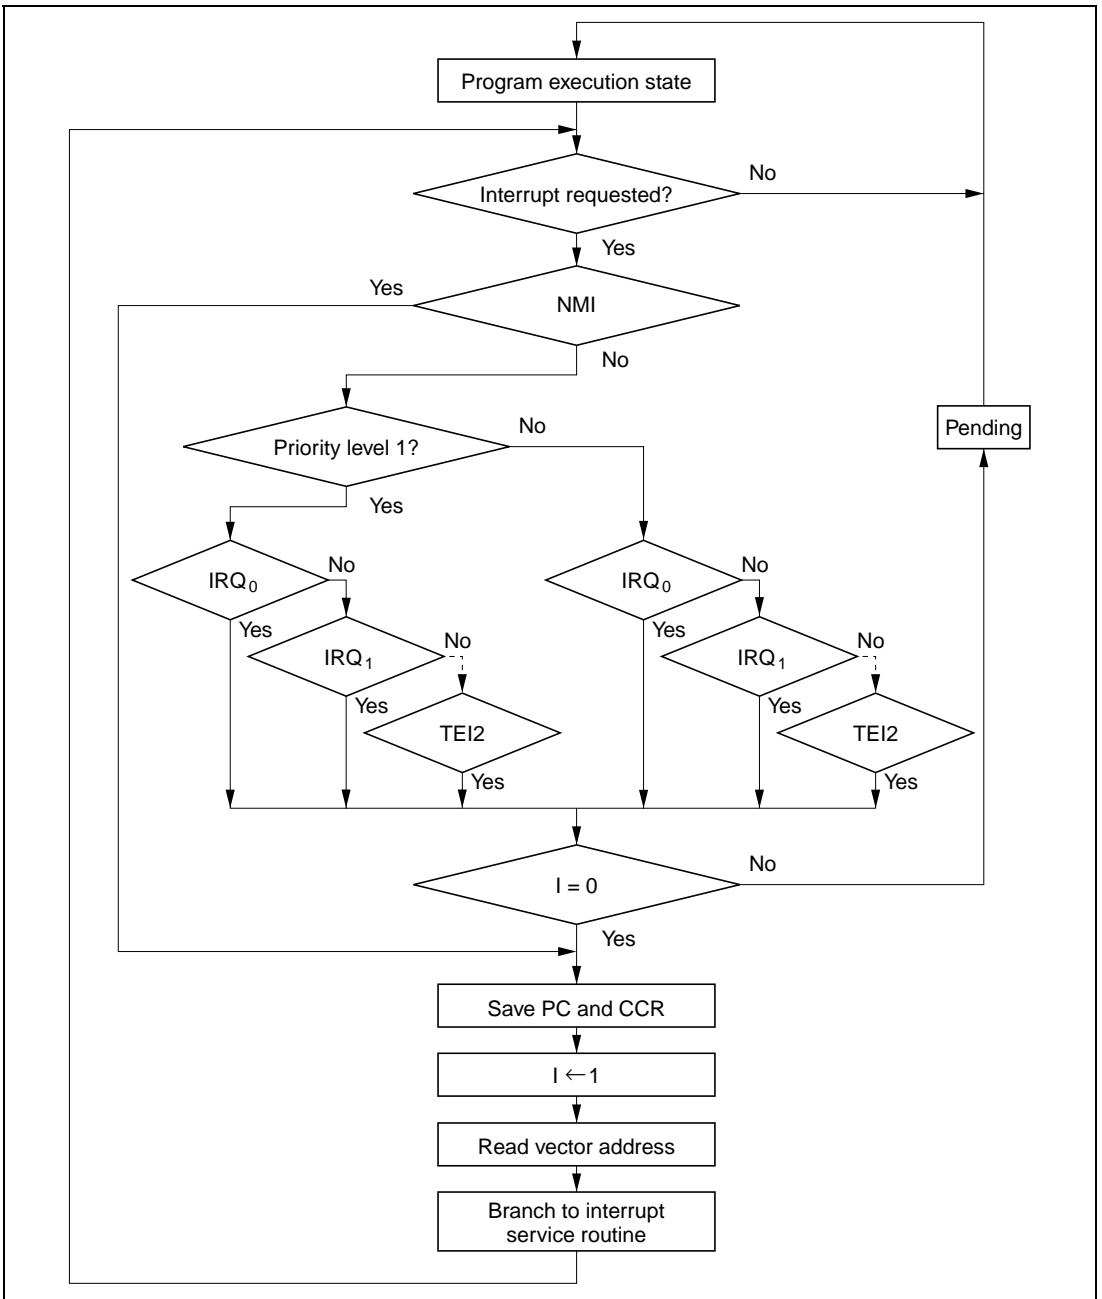 Program execution state
Interrupt requested?
No
Yes
NMI
Yes
No
Priority level 1?
No
Yes
Pending
IRQ0
No
Yes
IRQ1
No
Yes
TEI2
Yes
IRQ0
No
Yes
IRQ1
No
Yes
TEI2
Yes
I = 0
No
Yes
Save PC and CCR
I ←1
Read vector address
Branch to interrupt
service routine